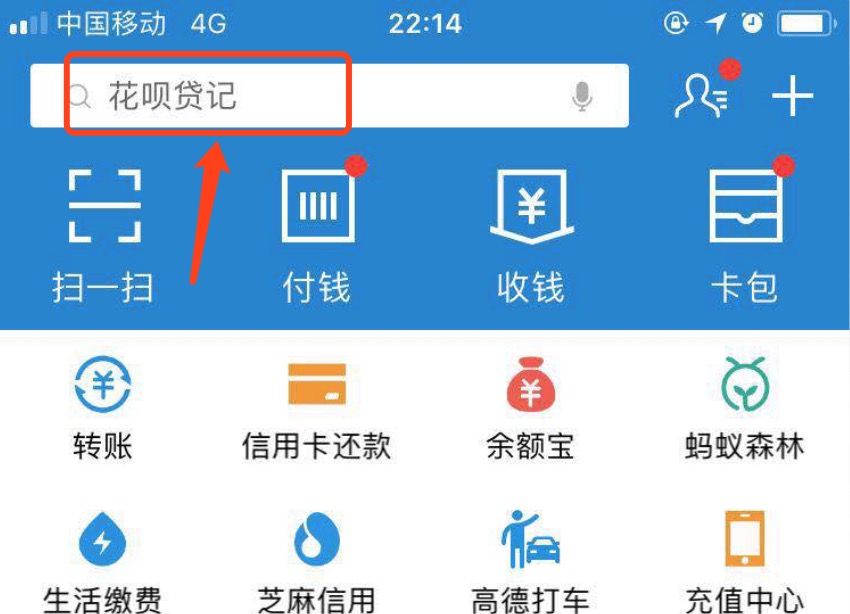 中国移动 4G 22:14
花呗贷记
扫一扫 付钱 收钱 卡包
转账 信用卡还款 余额宝 蚂蚁森林
生活缴费 芝麻信用 高德打车 充值中心